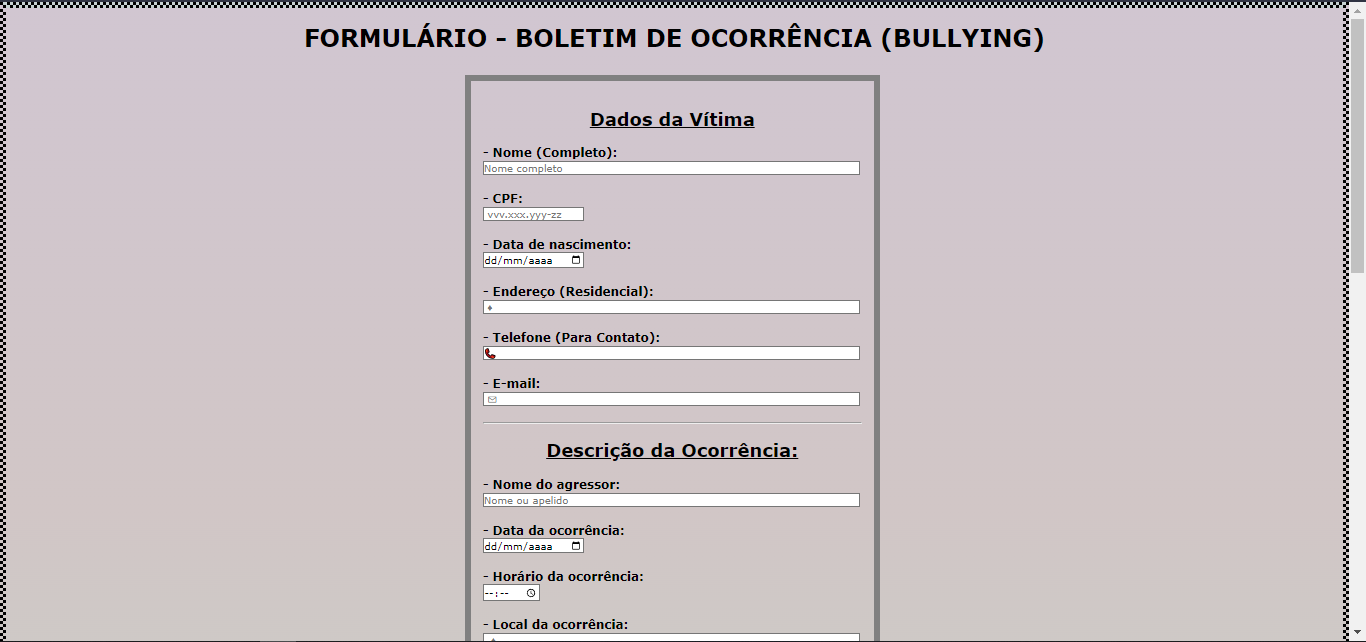 FORMULÁRIO - BOLETIM DE OCORRÊNCIA (BULLYING)
Dados da Vítima
- Nome (Completo):
Nome completo
- CPF:
vvv.xxx.yyy-zz
- Data de nascimento:
dd/mm/aaaa
- Endereço (Residencial):
- Telefone (Para Contato):
- E-mail:
Descrição da Ocorrência:
- Nome do agressor:
Nome ou apelido
- Data da ocorrência:
dd/mm/aaaa
- Horário da ocorrência:
--:--
- Local da ocorrência: